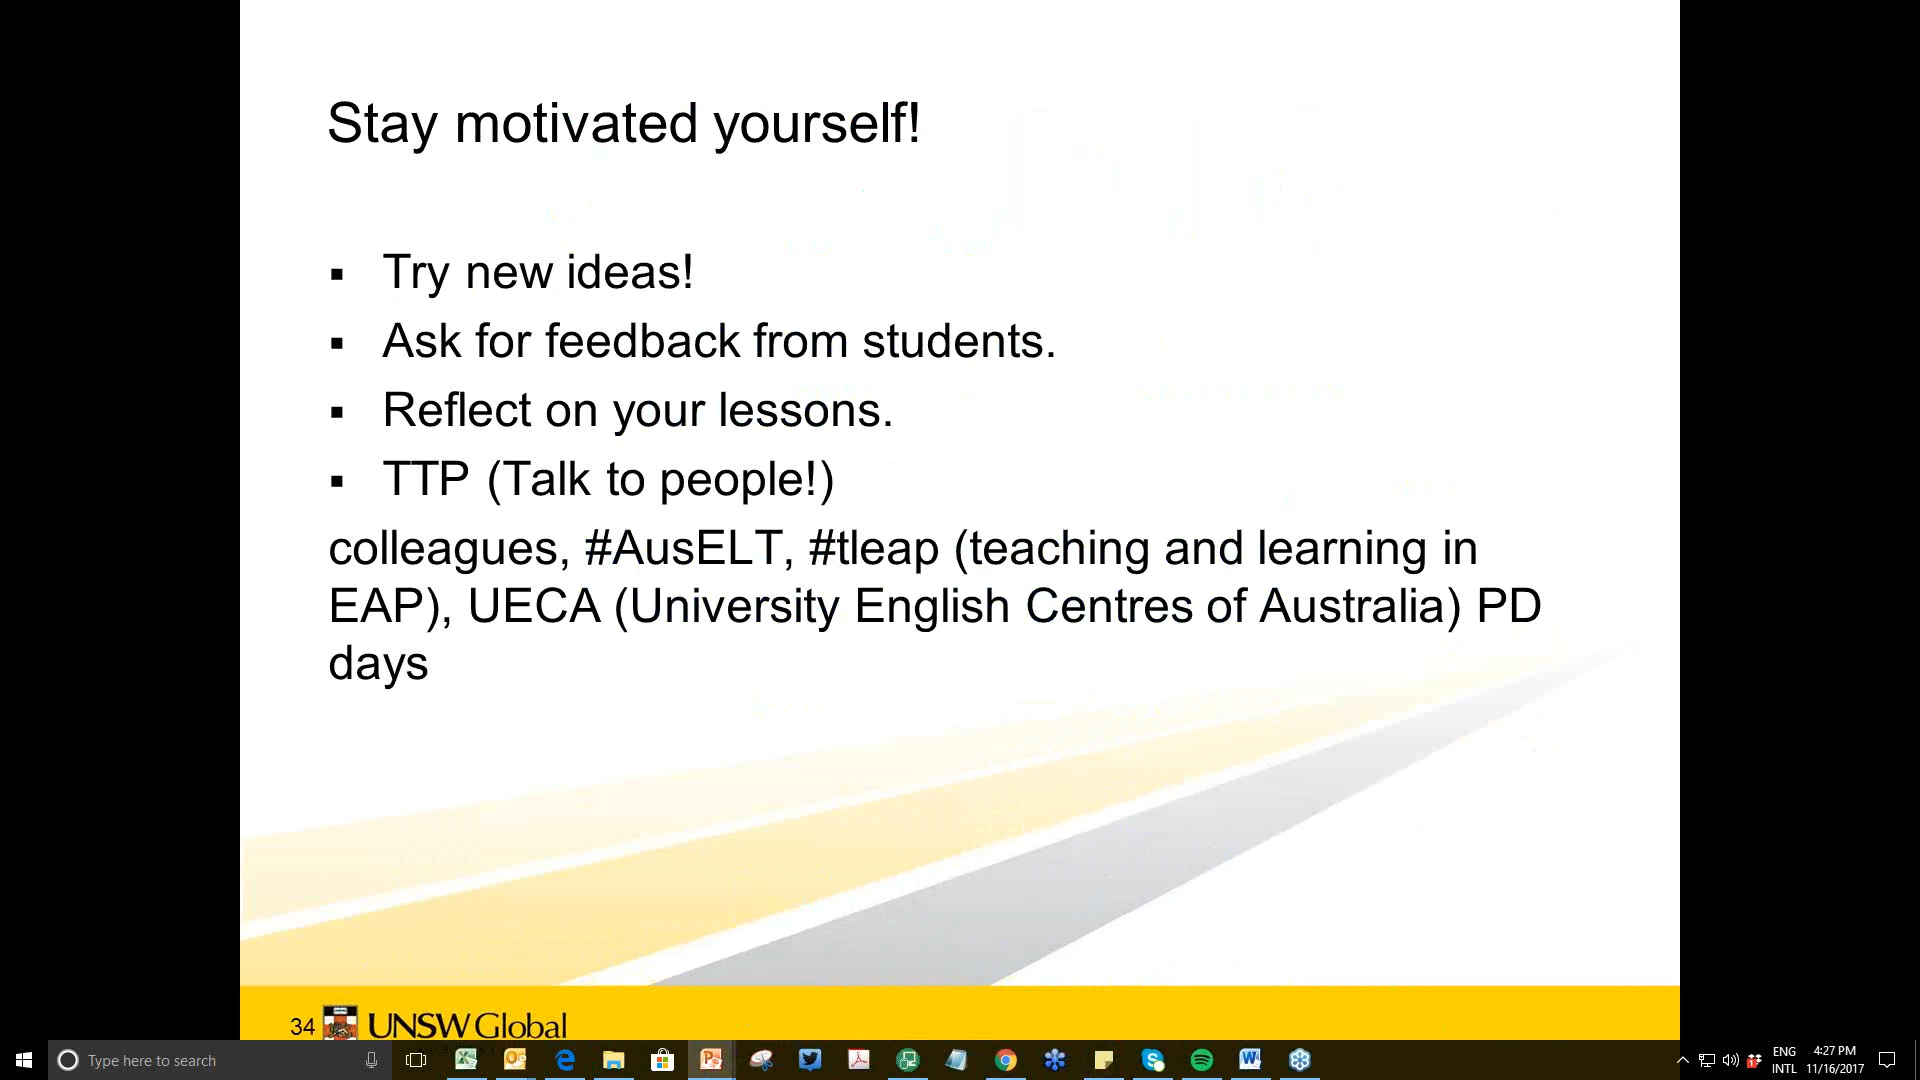 Stay motivated yourself!
▪ Try new ideas!
▪ Ask for feedback from students.
▪ Reflect on your lessons.
▪ TTP (Talk to people!)
colleagues, #AusELT, #tleap (teaching and learning in
EAP), UECA (University English Centres of Australia) PD
days
34 UNSW Global
Type here to search
ENG 4:27 PM
INTL 11/16/2017